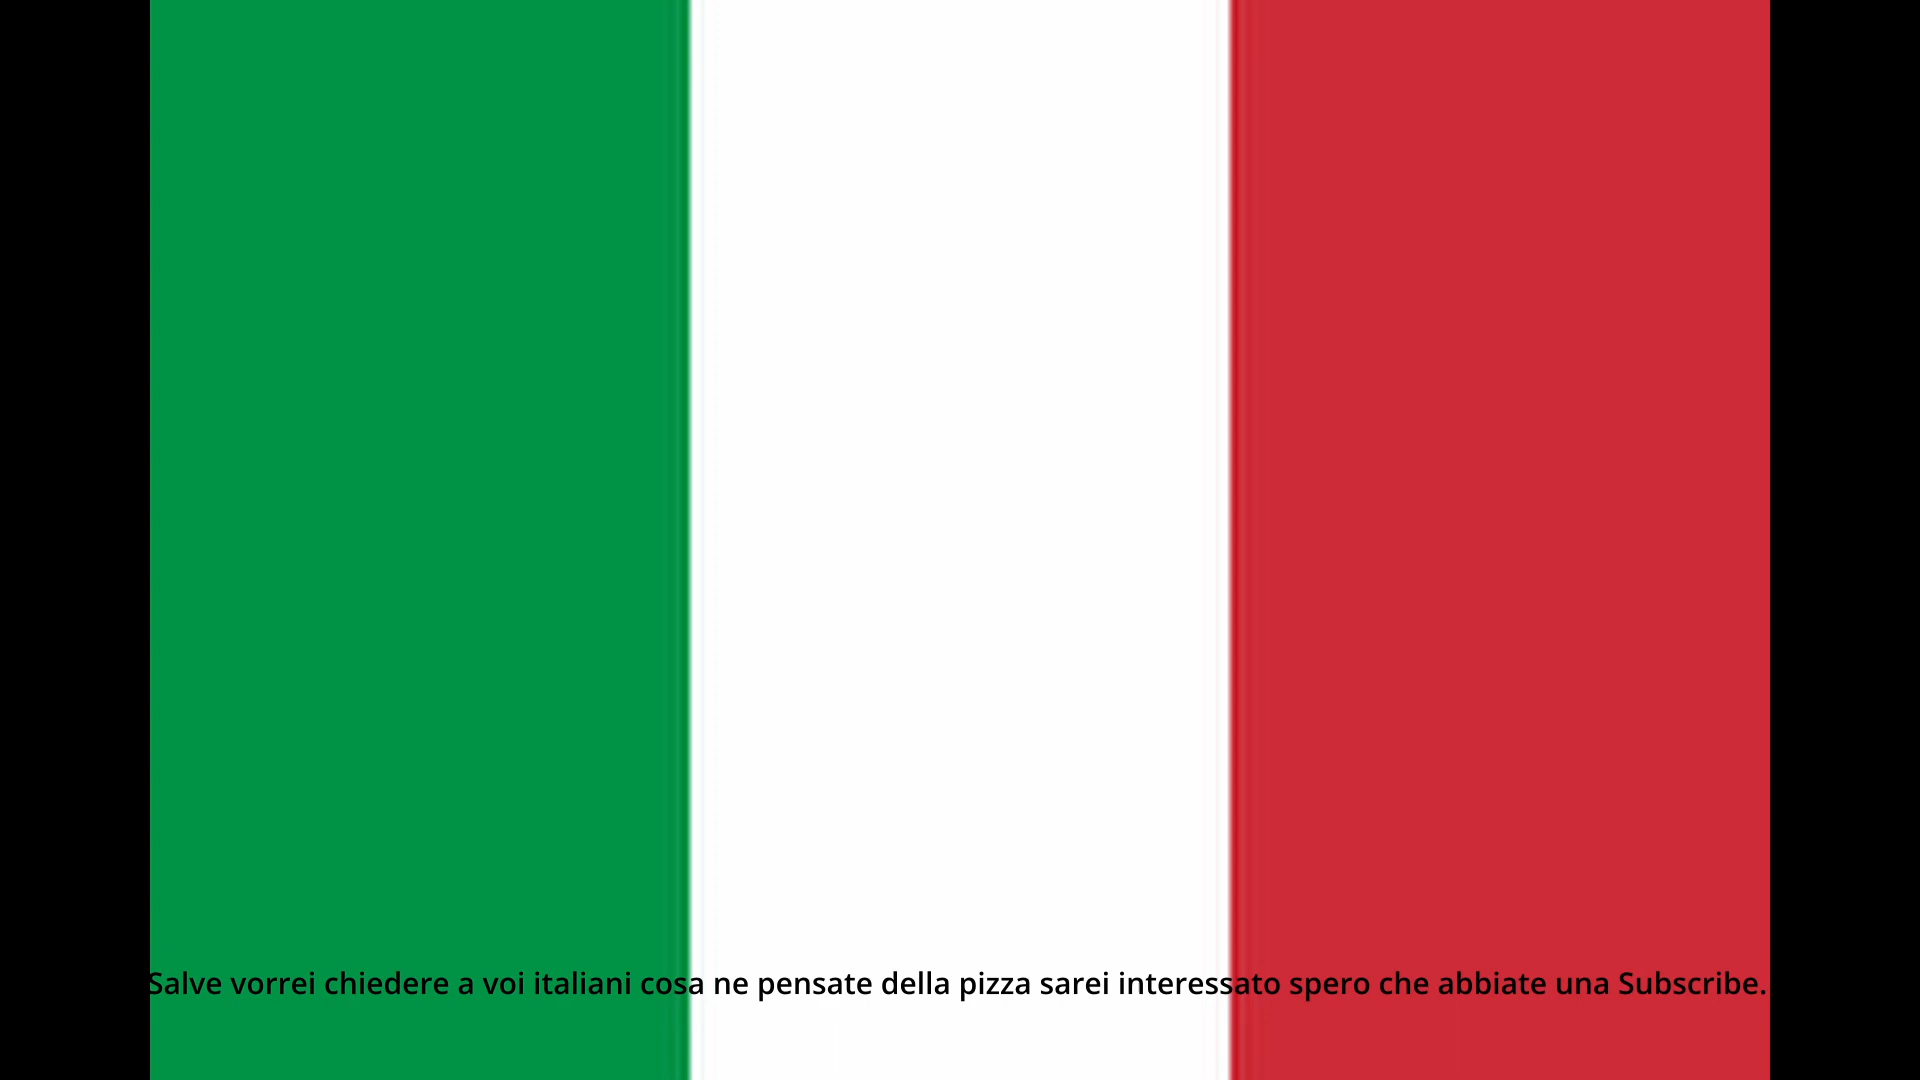 Salve vorrei chiedere a voi italiani cosa ne pensate della pizza sarei interessato spero che abbiate una Subscribe.